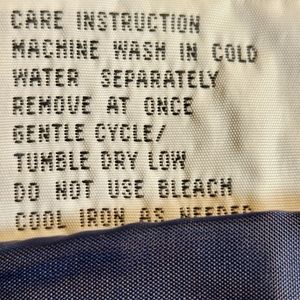 CARE INSTRUCTION
MACHINE WASH IN COLD
WATER SEPARATELY
REMOVE AT ONCE
GENTLE CYCLE/
TUMBLE DRY LOW
DO NOT USE BLEACH
COOL IRON AS NEEDED